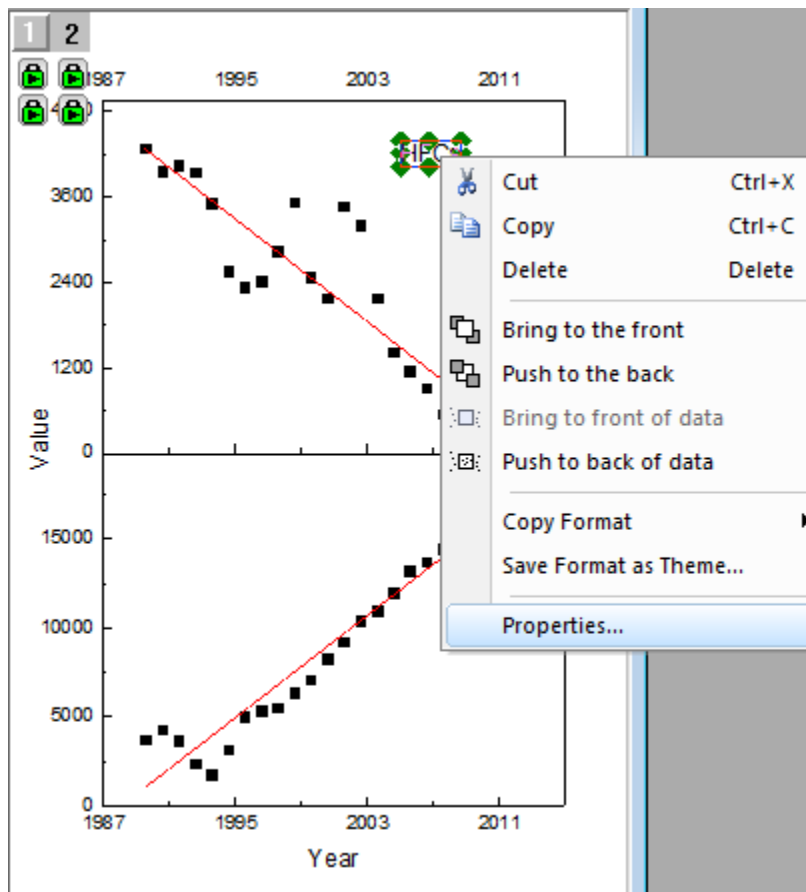 1 2
1987 1995 2003 2011
HFC
3600
2400
1200
0
Value
15000
10000
5000
0
1987 1995 2003 2011
Year
Cut Ctrl+X
Copy Ctrl+C
Delete Delete
Bring to the front
Push to the back
Bring to front of data
Push to back of data
Copy Format
Save Format as Theme...
Properties...